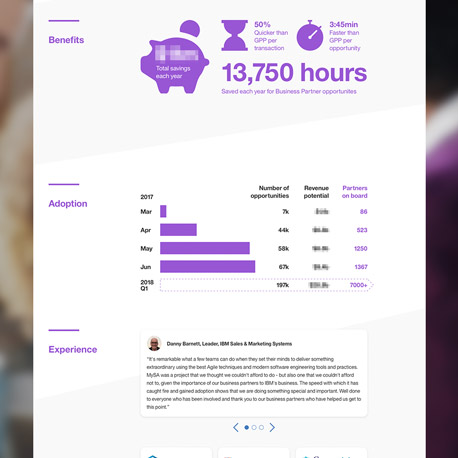 Benefits
Total savings
each year
50%
Quicker than
GPP per
transaction
3:45min
Faster than
GPP per
opportunity
13,750 hours
Saved each year for Business Partner opportunites
Adoption
2017
Number of
opportunities
Revenue
potential
Partners
on board
Mar 7k 86
Apr 44k 523
May 58k 1250
Jun 67k 1367
2018
Q1 197k 7000+
Experience
Danny Barnett, Leader, IBM Sales & Marketing Systems
"It's remarkable what a few teams can do when they set their minds to deliver something
extraordinary using the best Agile techniques and modern software engineering tools and practices.
MySA was a project that we thought we couldn't afford to do - but also one that we couldn't afford
not to, given the importance of our business partners to IBM's business. The speed with which it has
caught fire and gained adoption shows that we are doing something special and important. Well done
to everyone who has been involved and thank you to our business partners who have helped us get to
this point."